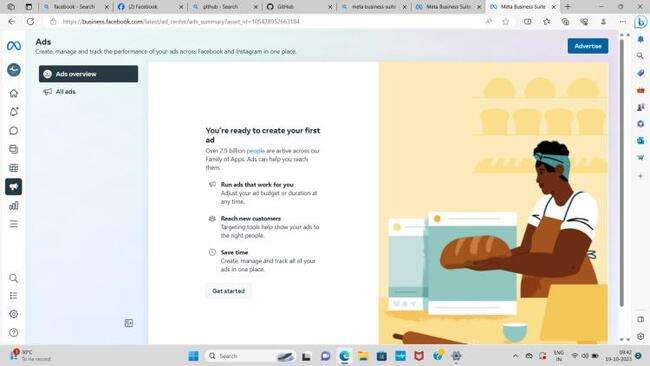 facebook - Search
(2) Facebook
github - Search
GitHub
meta business suits
Meta Business Suite
Meta Business Suite
https://business.facebook.com/latest/ad_center/ads_summary?asset_id=105428952663184
Ads
Create, manage and track the performance of your ads across Facebook and Instagram in one place.
Advertise
Ads overview
All ads
You're ready to create your first
ad
Over 2.9 billion people are active across our
Family of Apps. Ads can help you reach
them.
Run ads that work for you
Adjust your ad budget or duration at
any time.
Reach new customers
Targeting tools help show your ads to
the right people.
Save time
Create, manage and track all of your
ads in one place.
Get started
30°C
Search
ENG
IN
09:42
19-10-2023